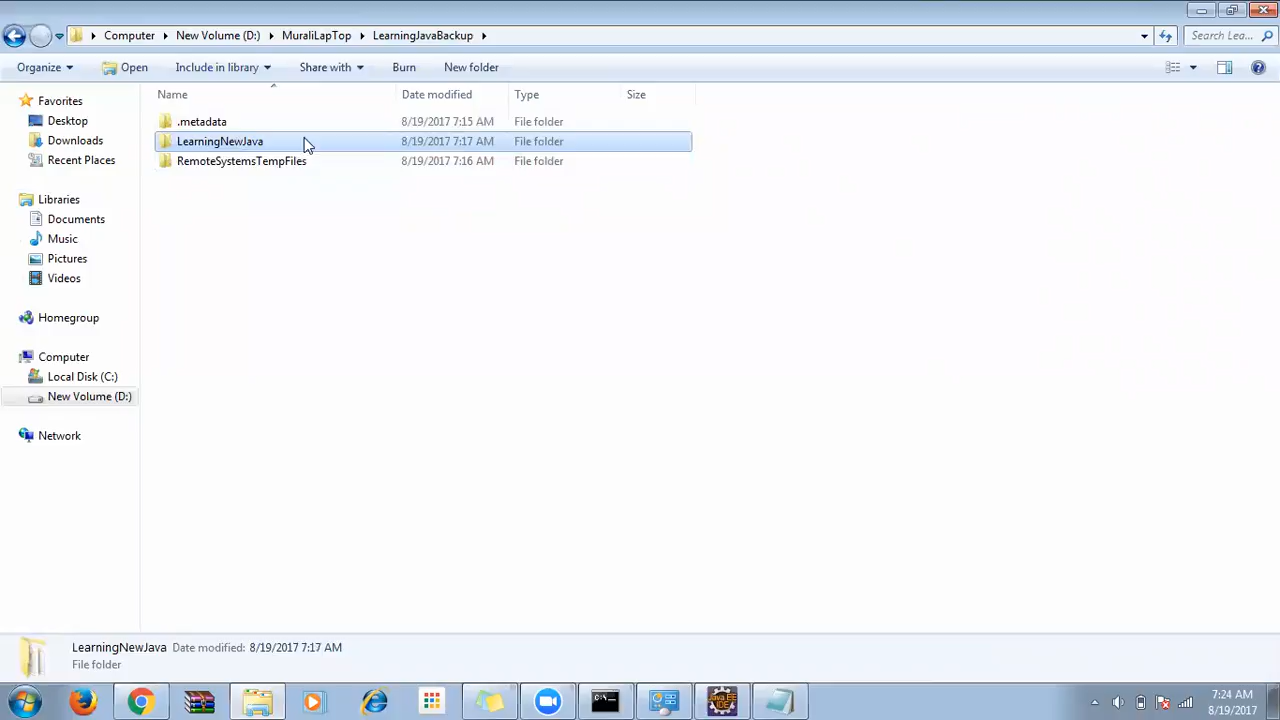 Computer New Volume (D:) MuraliLapTop LearningJavaBackup Search Lea...
Organize Open Include in library Share with Burn New folder
Name Date modified Type Size
Favorites
Desktop
Downloads
Recent Places
Libraries
Documents
Music
Pictures
Videos
Homegroup
Computer
Local Disk (C:)
New Volume (D:)
Network
.metadata 8/19/2017 7:15 AM File folder
LearningNewJava 8/19/2017 7:17 AM File folder
RemoteSystemsTempFiles 8/19/2017 7:16 AM File folder
LearningNewJava Date modified: 8/19/2017 7:17 AM
File folder
Java EE
IDE
7:24 AM
8/19/2017